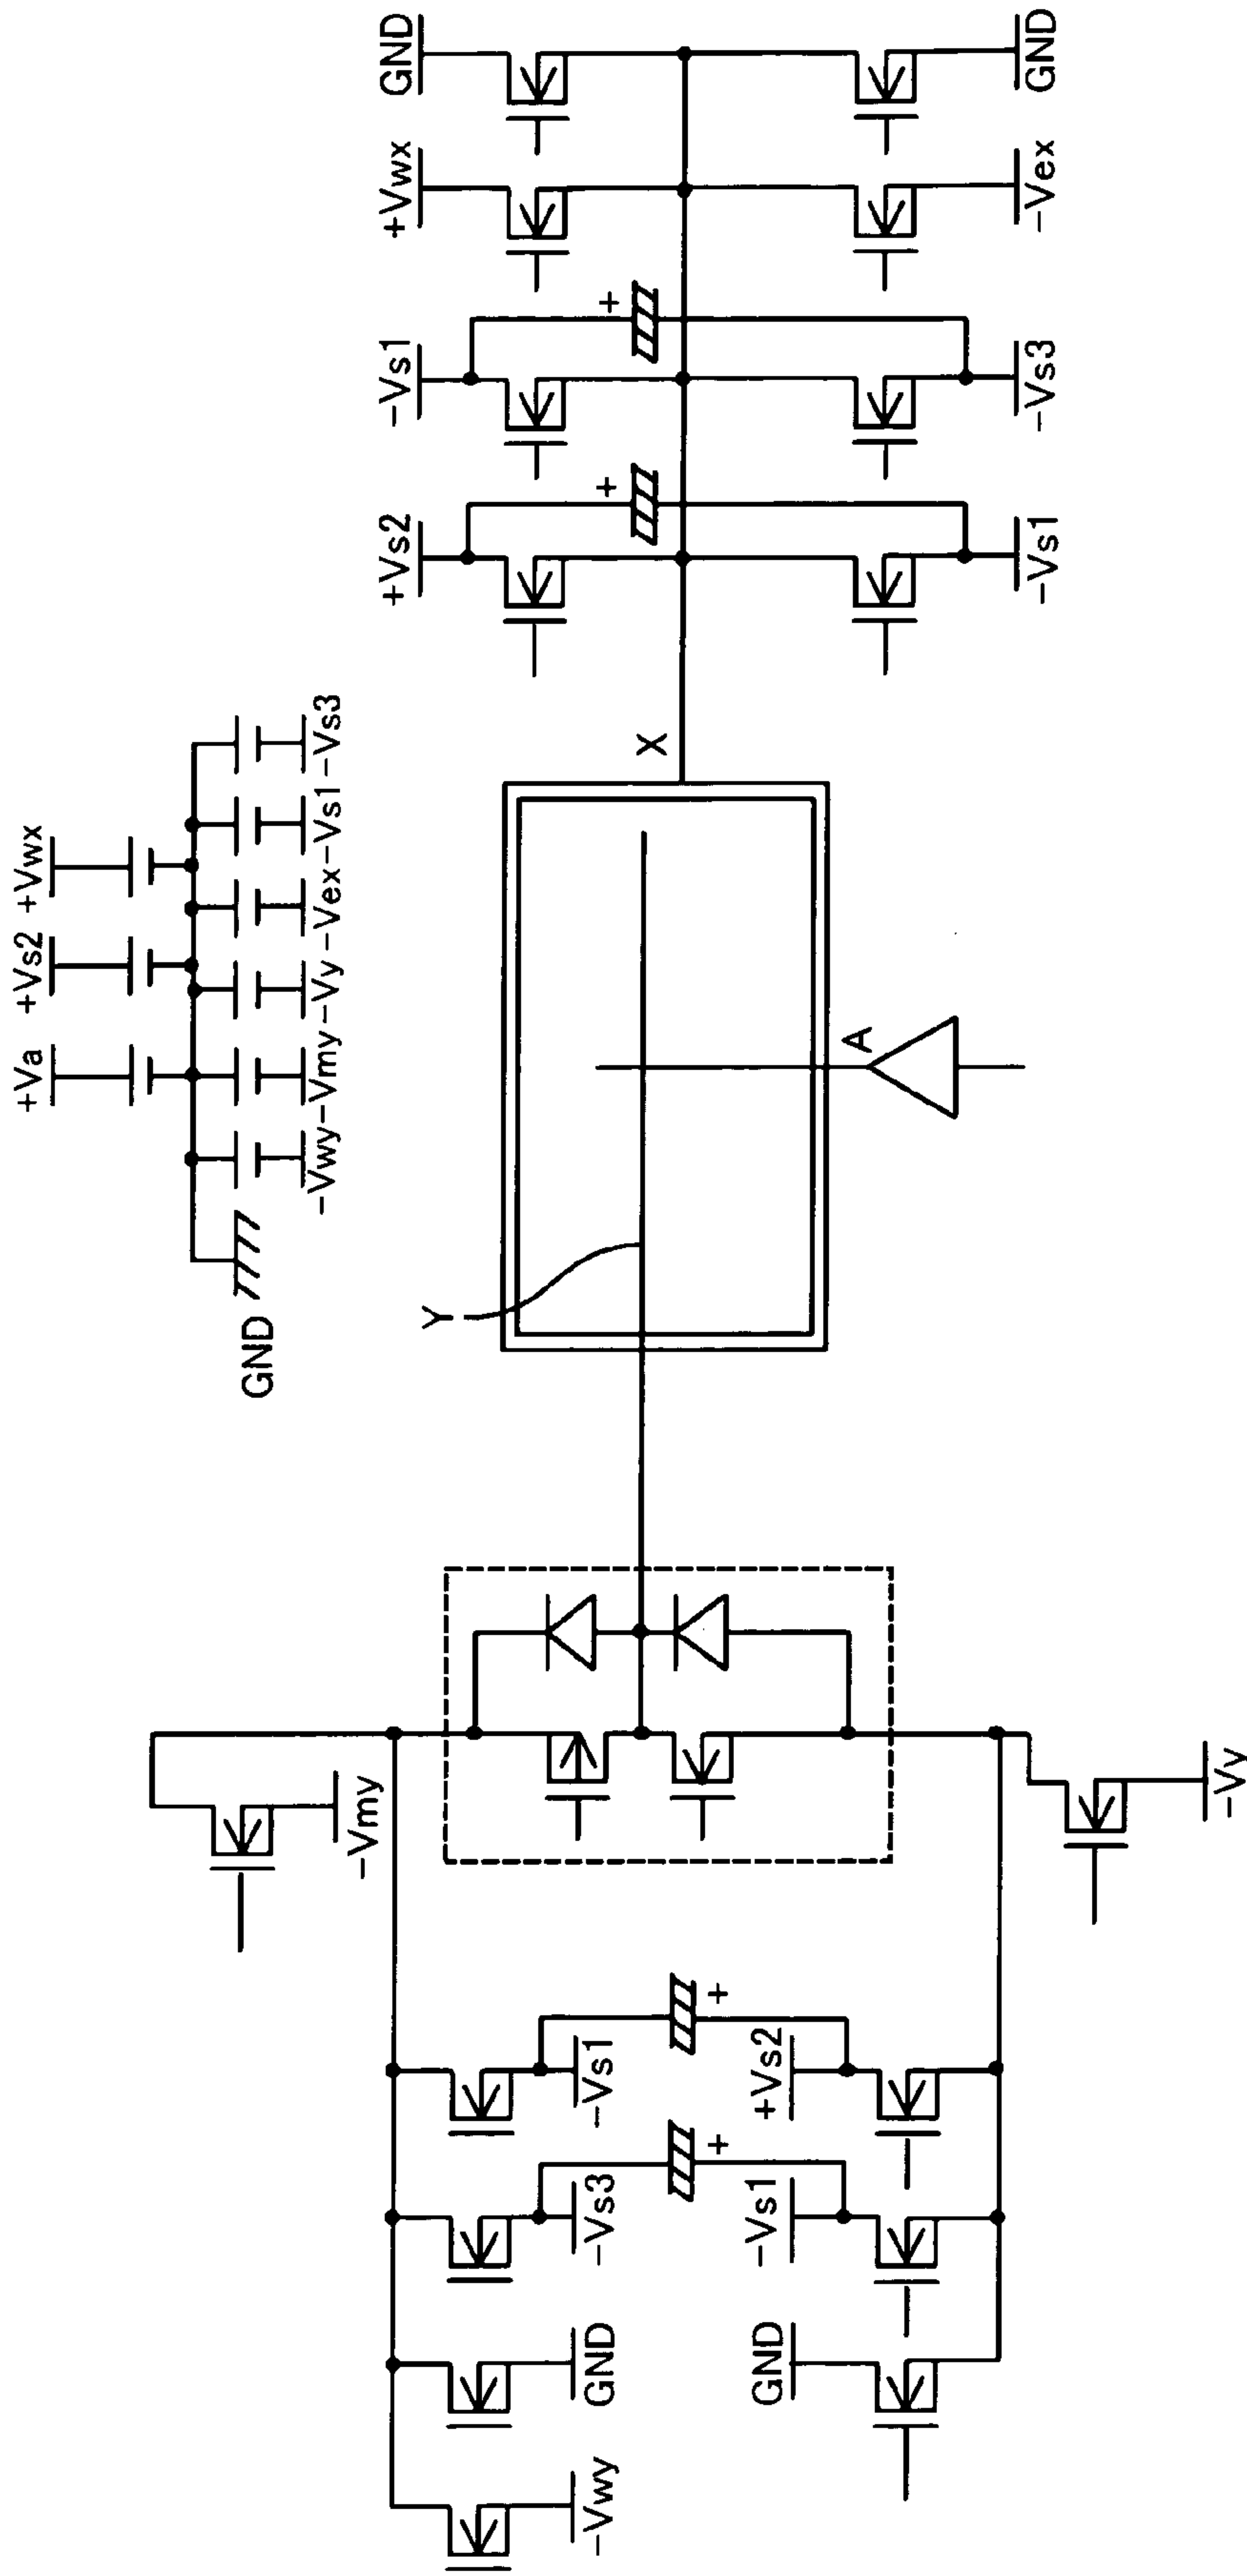 +Va
+Vs2
+Vwx
GND
-Vwy
-Vmy
-Vy
-Vex
-Vs1
-Vs3
+Vs2
-Vs1
+Vwx
GND
+
+
X
-Vs1
-Vs3
-Vex
GND
Y
A
-Vmy
-Vwy
GND
-Vs3
-Vs1
+
+
GND
-Vs1
+Vs2
-Vy